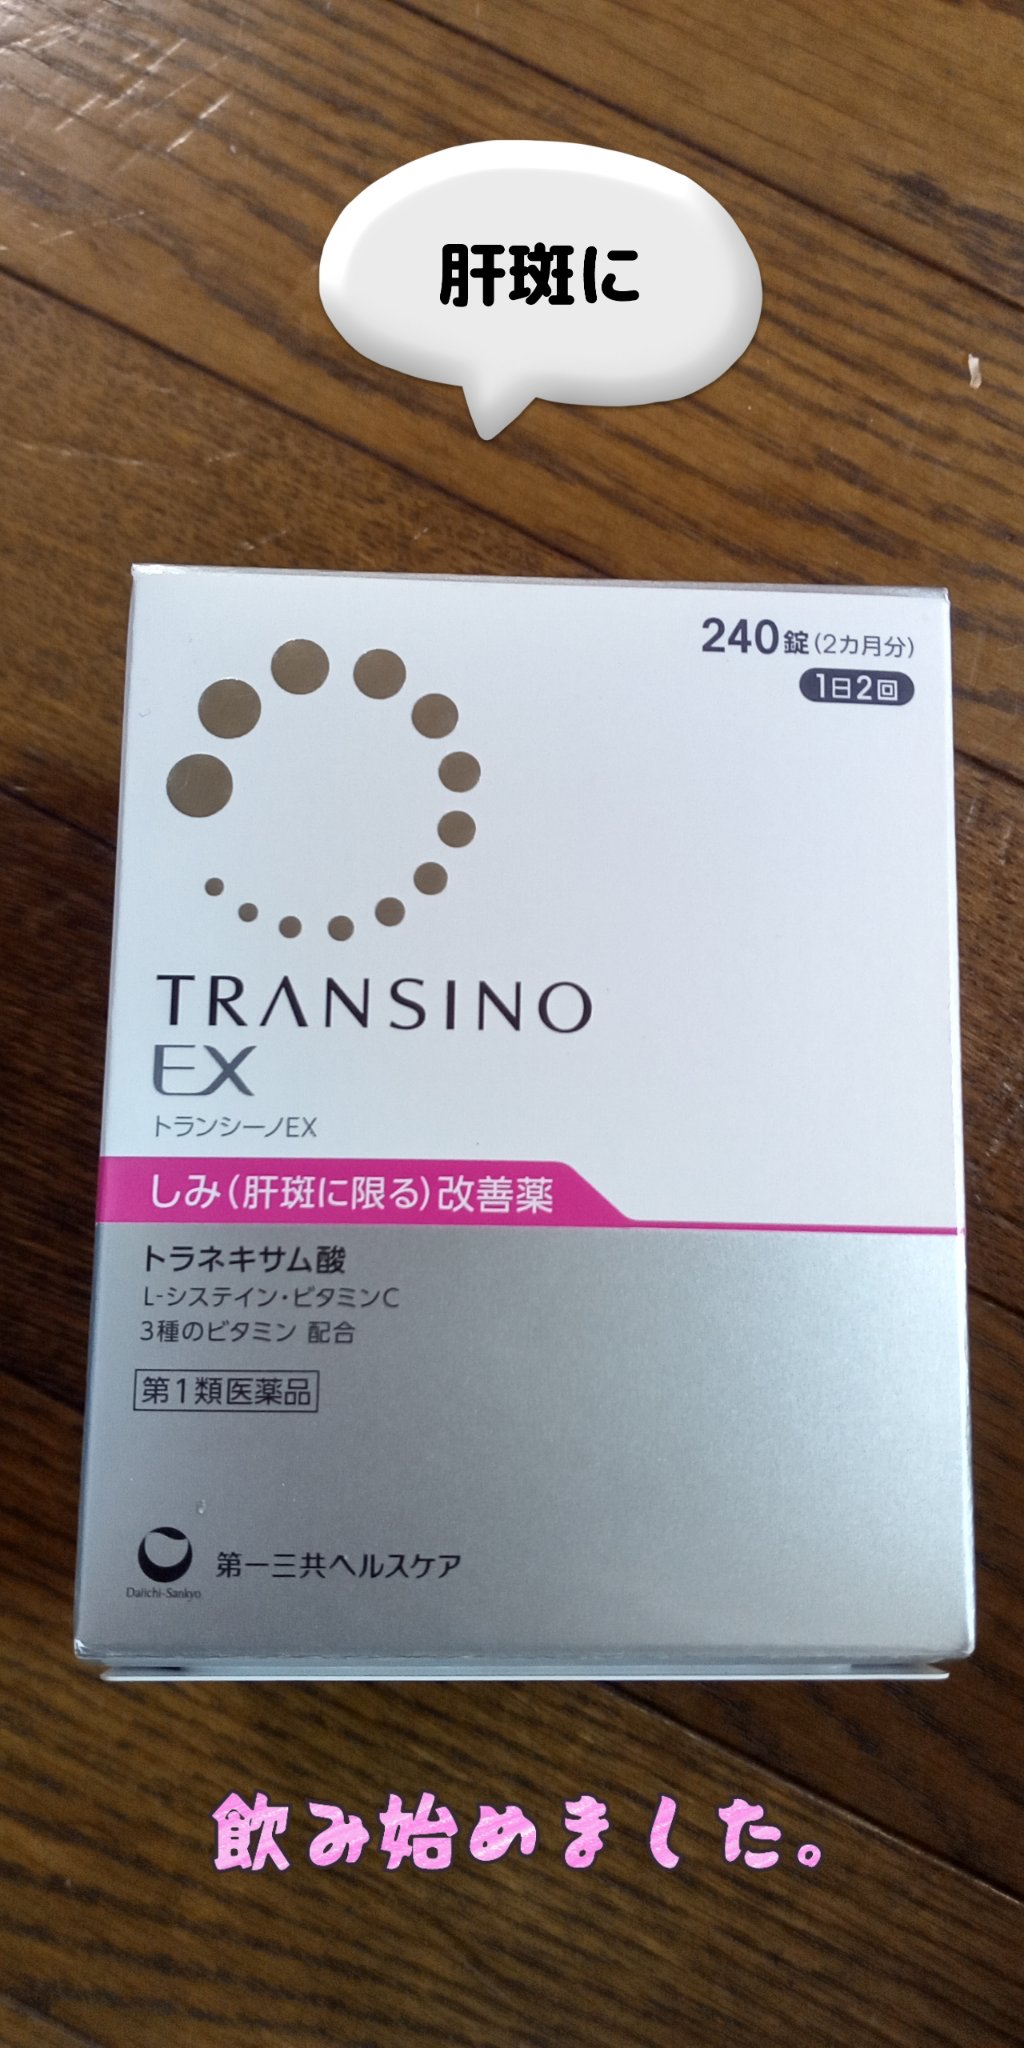 肝斑に
240錠(2カ月分)
1日2回
TRANSINO
EX
トランシーノEX
しみ(肝斑に限る)改善薬
トラネキサム酸
L-システイン・ビタミンC
3種のビタミン 配合
第1類医薬品
Daiichi-Sankyo
第一三共ヘルスケア
飲み始めました。